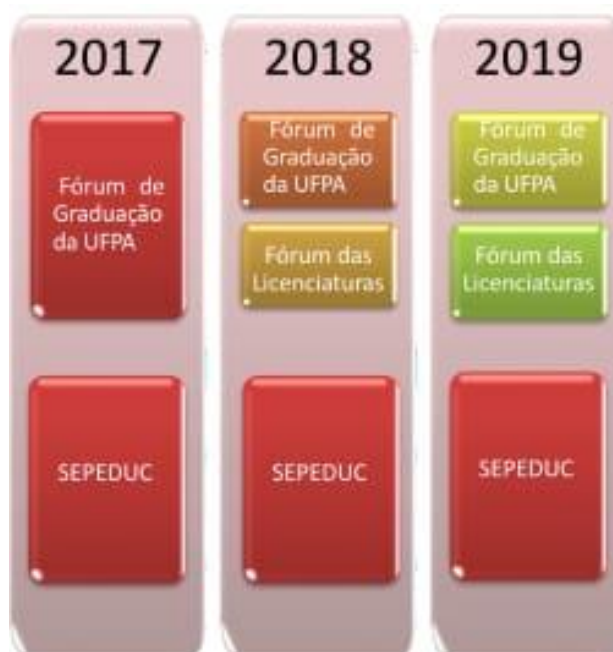 2017
Fórum de
Graduação
da UFPA
SEPEDUC
2018
Fórum de
Graduação
da UFPA
Fórum das
Licenciaturas
SEPEDUC
2019
Fórum de
Graduação
da UFPA
Fórum das
Licenciaturas
SEPEDUC